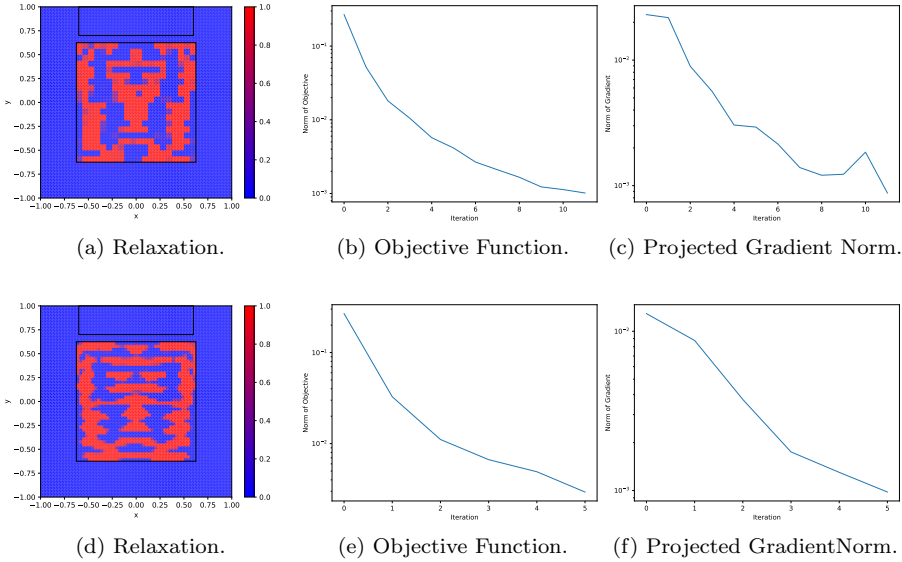 1.00
0.75
0.50
0.25
0.00
−0.25
−0.50
−0.75
−1.00
y
−1.00 −0.75 −0.50 −0.25 0.00 0.25 0.50 0.75 1.00
x
1.0
0.8
0.6
0.4
0.2
0.0
(a) Relaxation.
Norm of Objective
10⁻¹
10⁻²
10⁻³
0 2 4 6 8 10
Iteration
(b) Objective Function.
Norm of Gradient
10⁻²
10⁻³
0 2 4 6 8 10
Iteration
(c) Projected Gradient Norm.
1.00
0.75
0.50
0.25
0.00
−0.25
−0.50
−0.75
−1.00
y
−1.00 −0.75 −0.50 −0.25 0.00 0.25 0.50 0.75 1.00
x
1.0
0.8
0.6
0.4
0.2
0.0
(d) Relaxation.
Norm of Objective
10⁻¹
10⁻²
0 1 2 3 4 5
Iteration
(e) Objective Function.
Norm of Gradient
10⁻²
10⁻³
0 1 2 3 4 5
Iteration
(f) Projected GradientNorm.